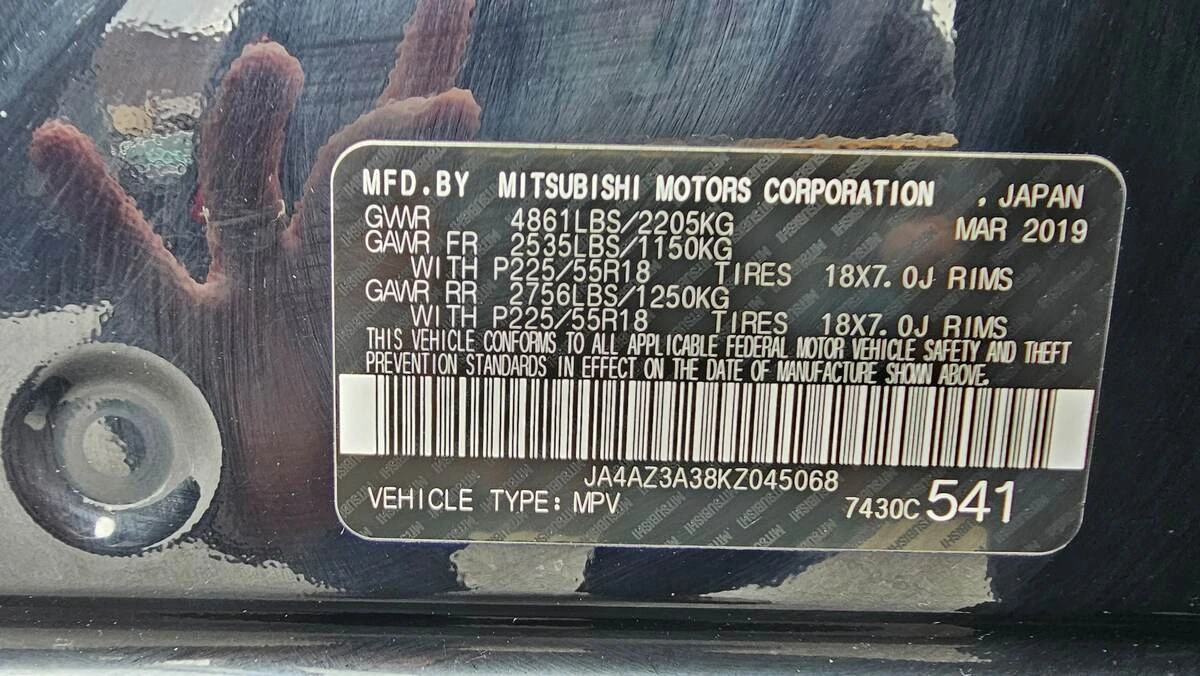 MFD.BY MITSUBISHI MOTORS CORPORATION . JAPAN
GVWR 4861LBS/2205KG MAR 2019
GAWR FR 2535LBS/1150KG
WITH P225/55R18 TIRES 18X7.0J RIMS
GAWR RR 2756LBS/1250KG
WITH P225/55R18 TIRES 18X7.0J RIMS
THIS VEHICLE CONFORMS TO ALL APPLICABLE FEDERAL MOTOR VEHICLE SAFETY AND THEFT
PREVENTION STANDARDS IN EFFECT ON THE DATE OF MANUFACTURE SHOWN ABOVE.
JA4AZ3A38KZ045068
VEHICLE TYPE: MPV 7430C 541